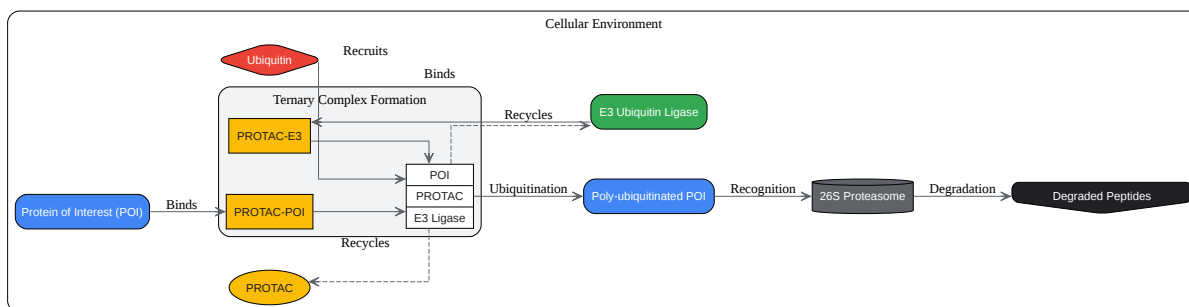 Cellular Environment
Ubiquitin
Recruits
Binds
Ternary Complex Formation
Recycles
E3 Ubiquitin Ligase
PROTAC-E3
POI
PROTAC
E3 Ligase
Protein of Interest (POI)
Binds
PROTAC-POI
Ubiquitination
Poly-ubiquitinated POI
Recognition
26S Proteasome
Degradation
Degraded Peptides
Recycles
PROTAC